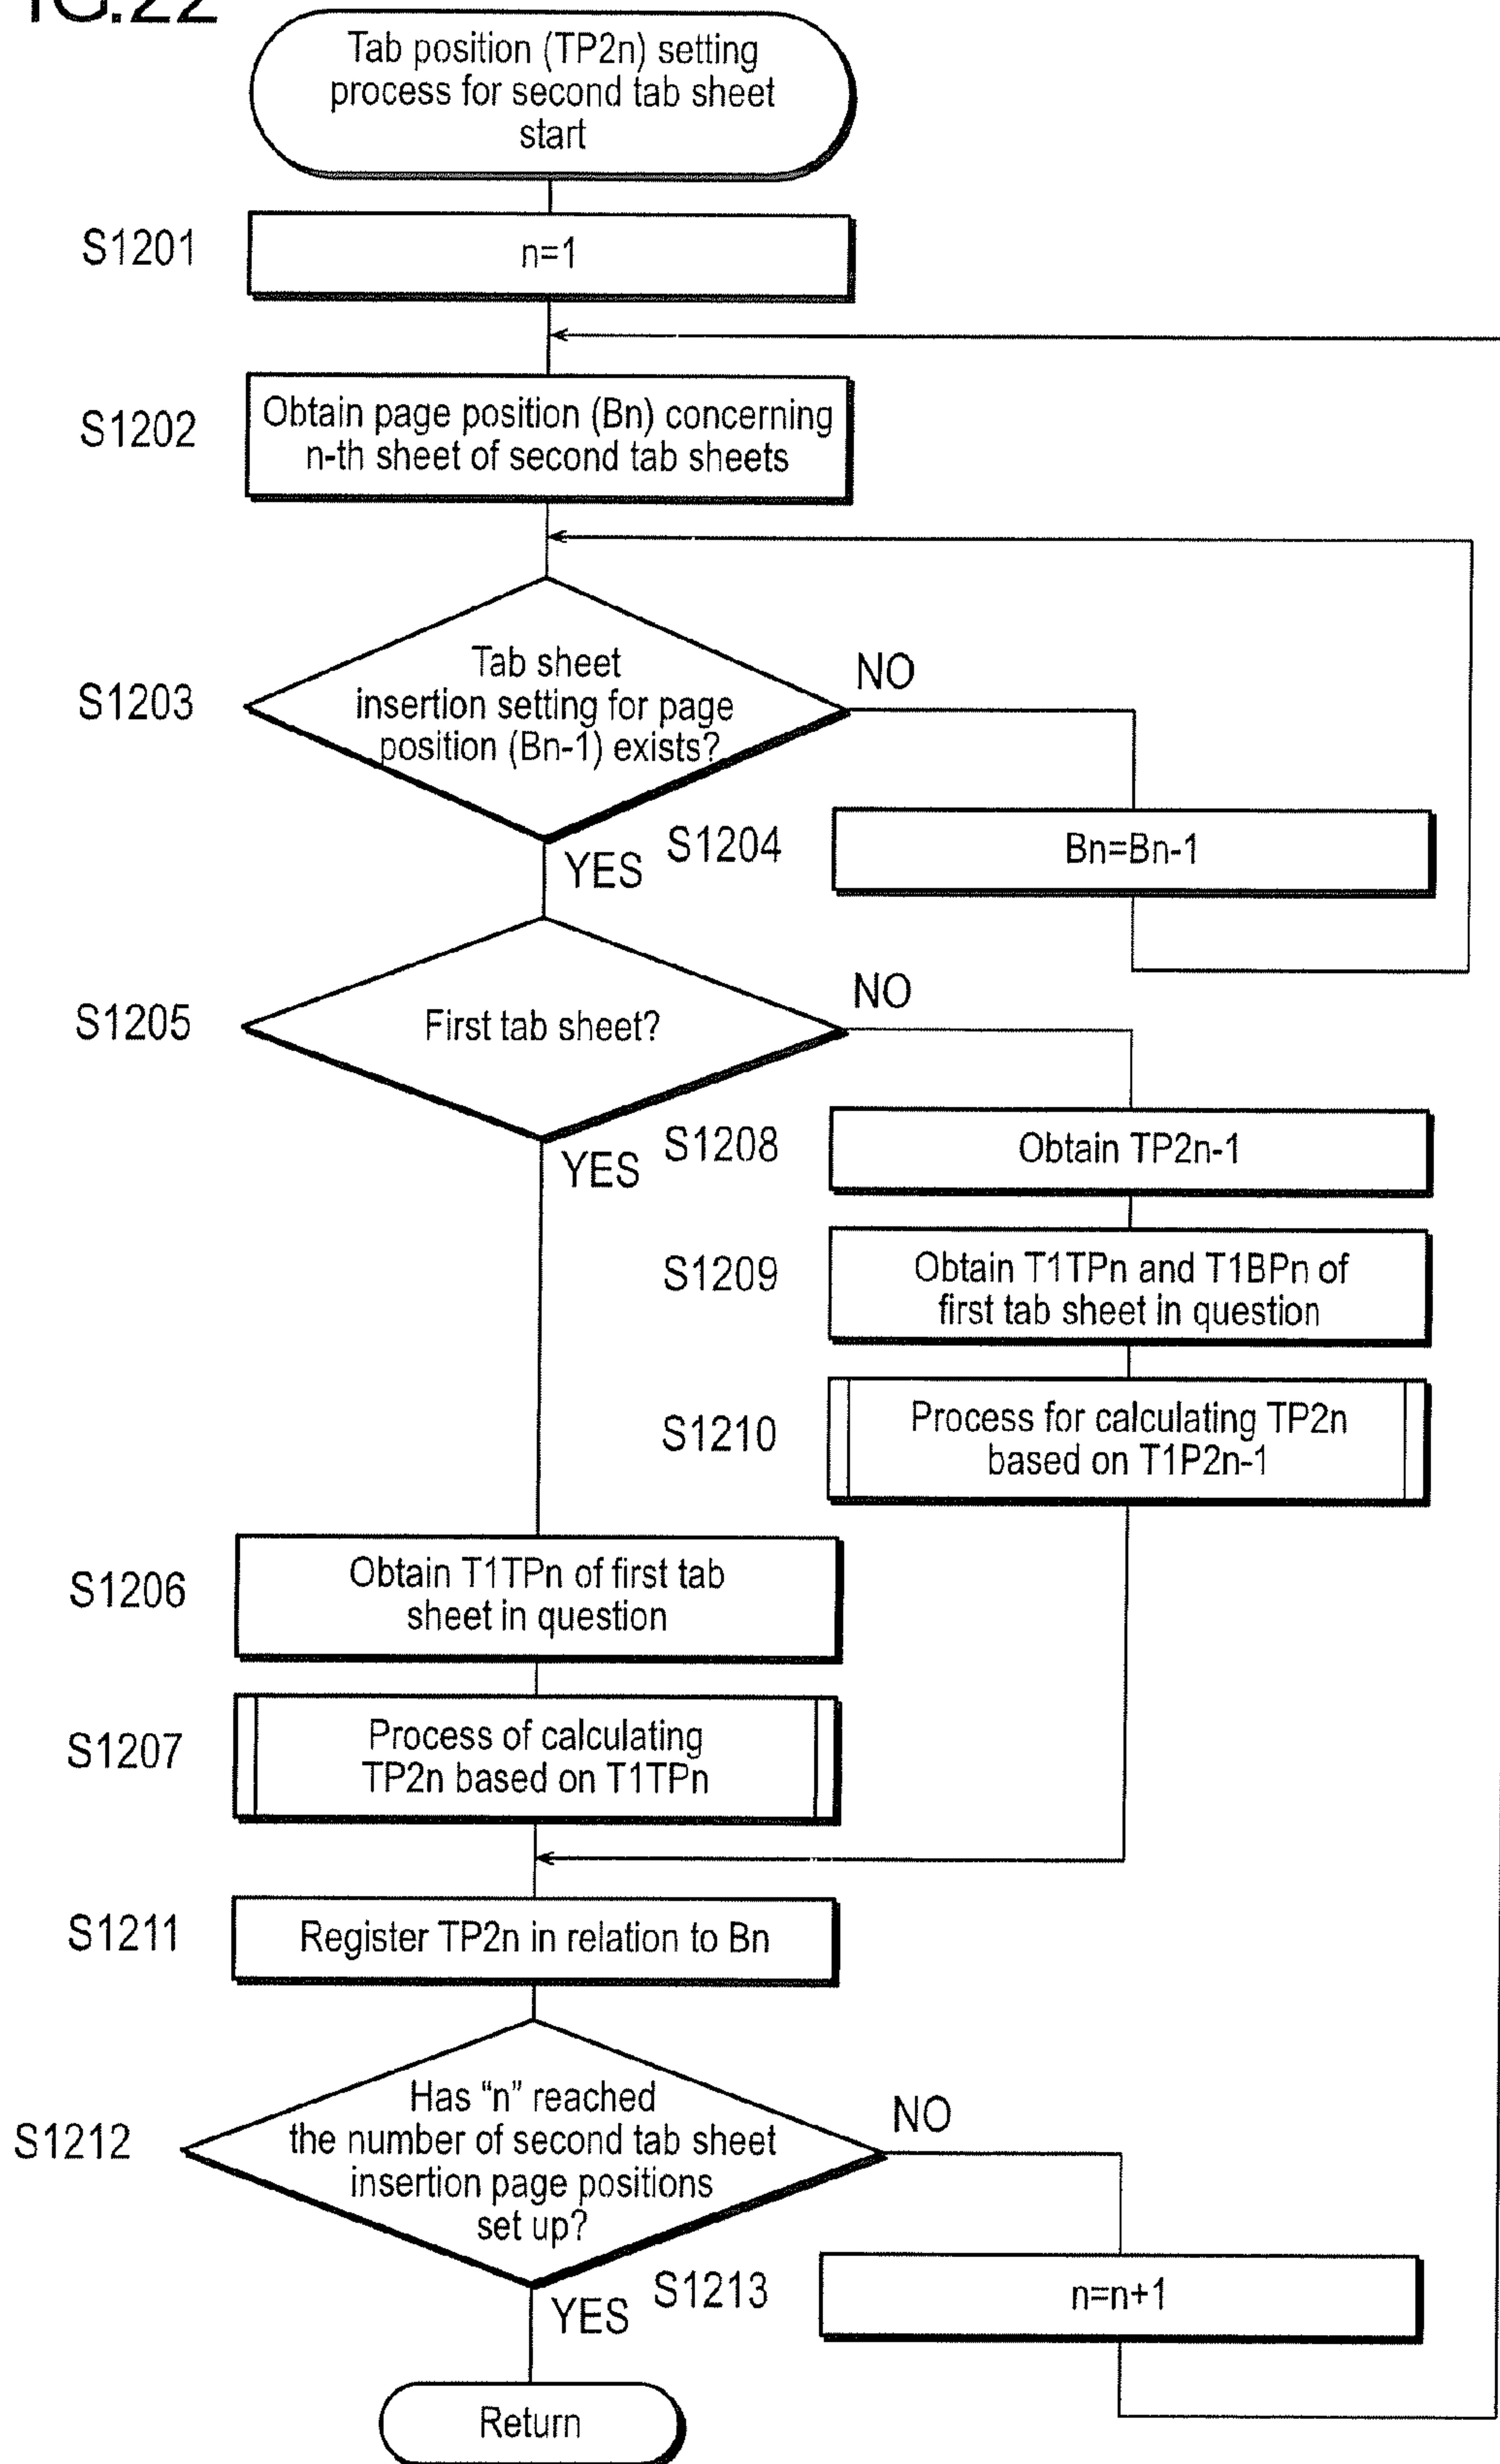 IG.22
Tab position (TP2n) setting
process for second tab sheet
start
S1201
n=1
S1202
Obtain page position (Bn) concerning
n-th sheet of second tab sheets
S1203
Tab sheet
insertion setting for page
position (Bn-1) exists?
NO
YES
S1204
Bn=Bn-1
S1205
First tab sheet?
NO
YES
S1208
Obtain TP2n-1
S1209
Obtain T1TPn and T1BPn of
first tab sheet in question
S1210
Process for calculating TP2n
based on T1P2n-1
S1206
Obtain T1TPn of first tab
sheet in question
S1207
Process of calculating
TP2n based on T1TPn
S1211
Register TP2n in relation to Bn
S1212
Has "n" reached
the number of second tab sheet
insertion page positions
set up?
NO
YES
S1213
n=n+1
Return